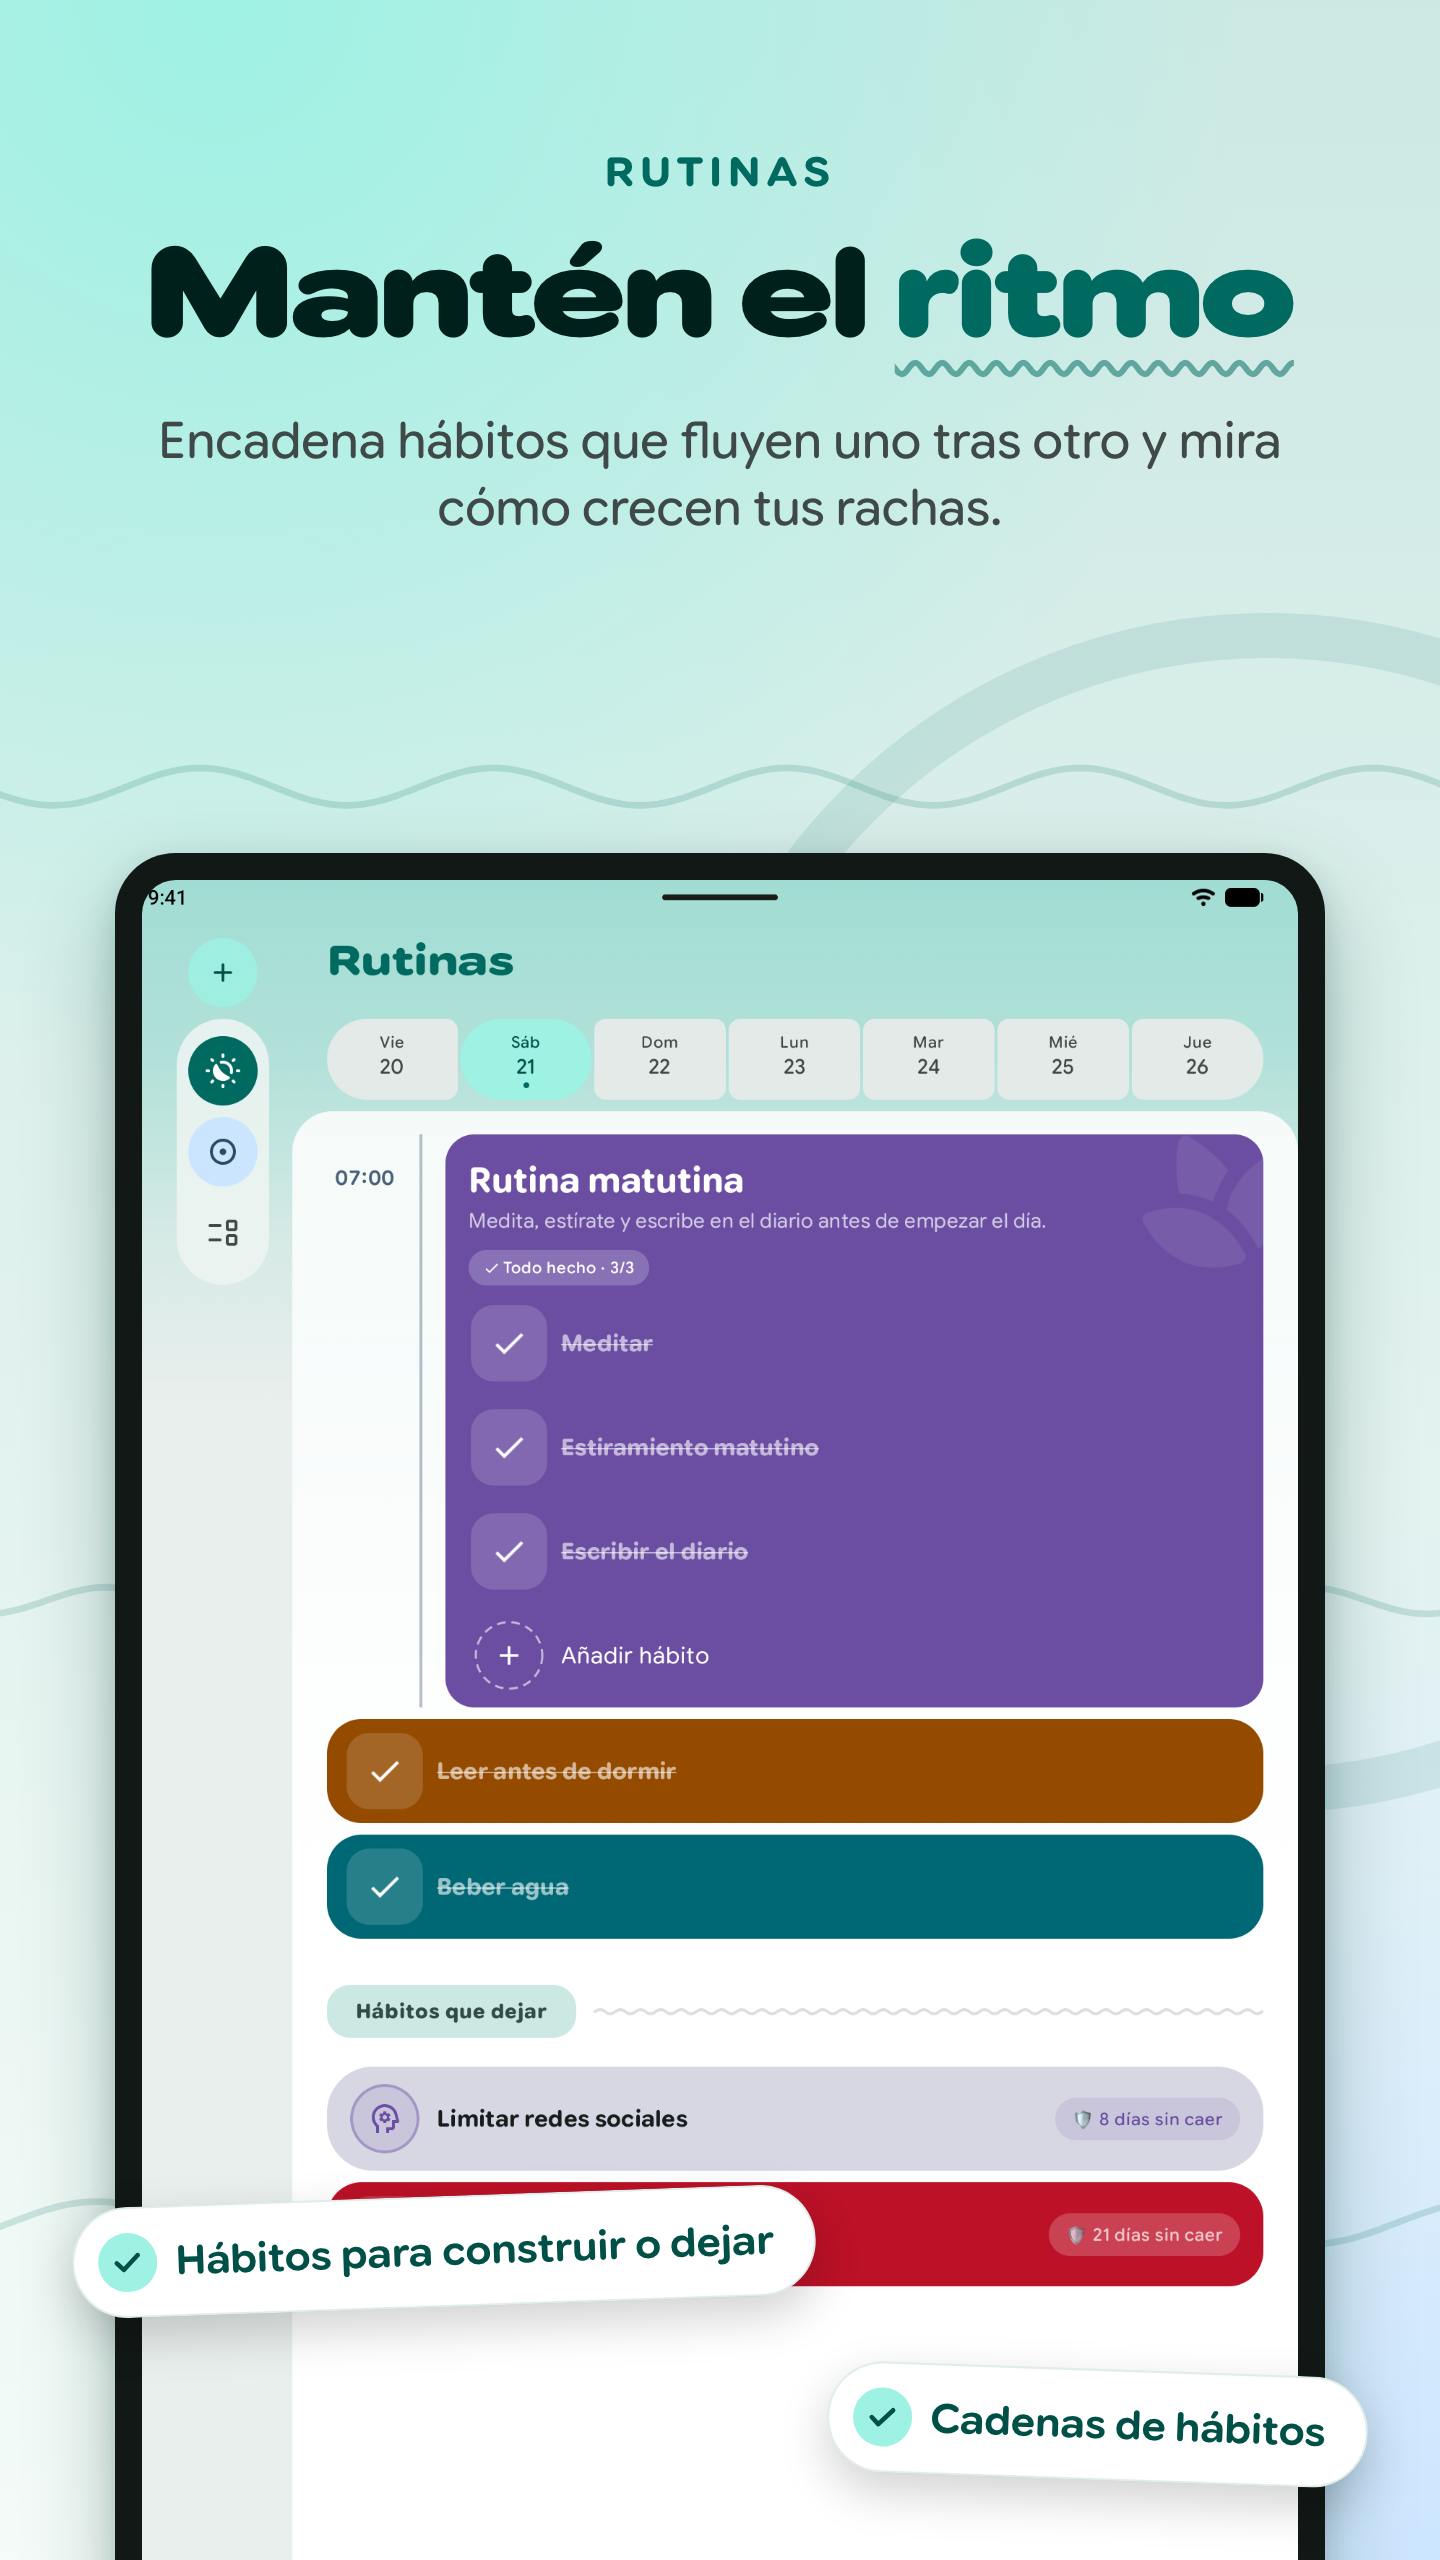 RUTINAS
Mantén el ritmo
Encadena hábitos que fluyen uno tras otro y mira
cómo crecen tus rachas.
9:41
Rutinas
Vie
20
Sáb
21
Dom
22
Lun
23
Mar
24
Mié
25
Jue
26
07:00
Rutina matutina
Medita, estírate y escribe en el diario antes de empezar el día.
Todo hecho · 3/3
Meditar
Estiramiento matutino
Escribir el diario
Añadir hábito
Leer antes de dormir
Beber agua
Hábitos que dejar
Limitar redes sociales
8 días sin caer
21 días sin caer
Hábitos para construir o dejar
Cadenas de hábitos